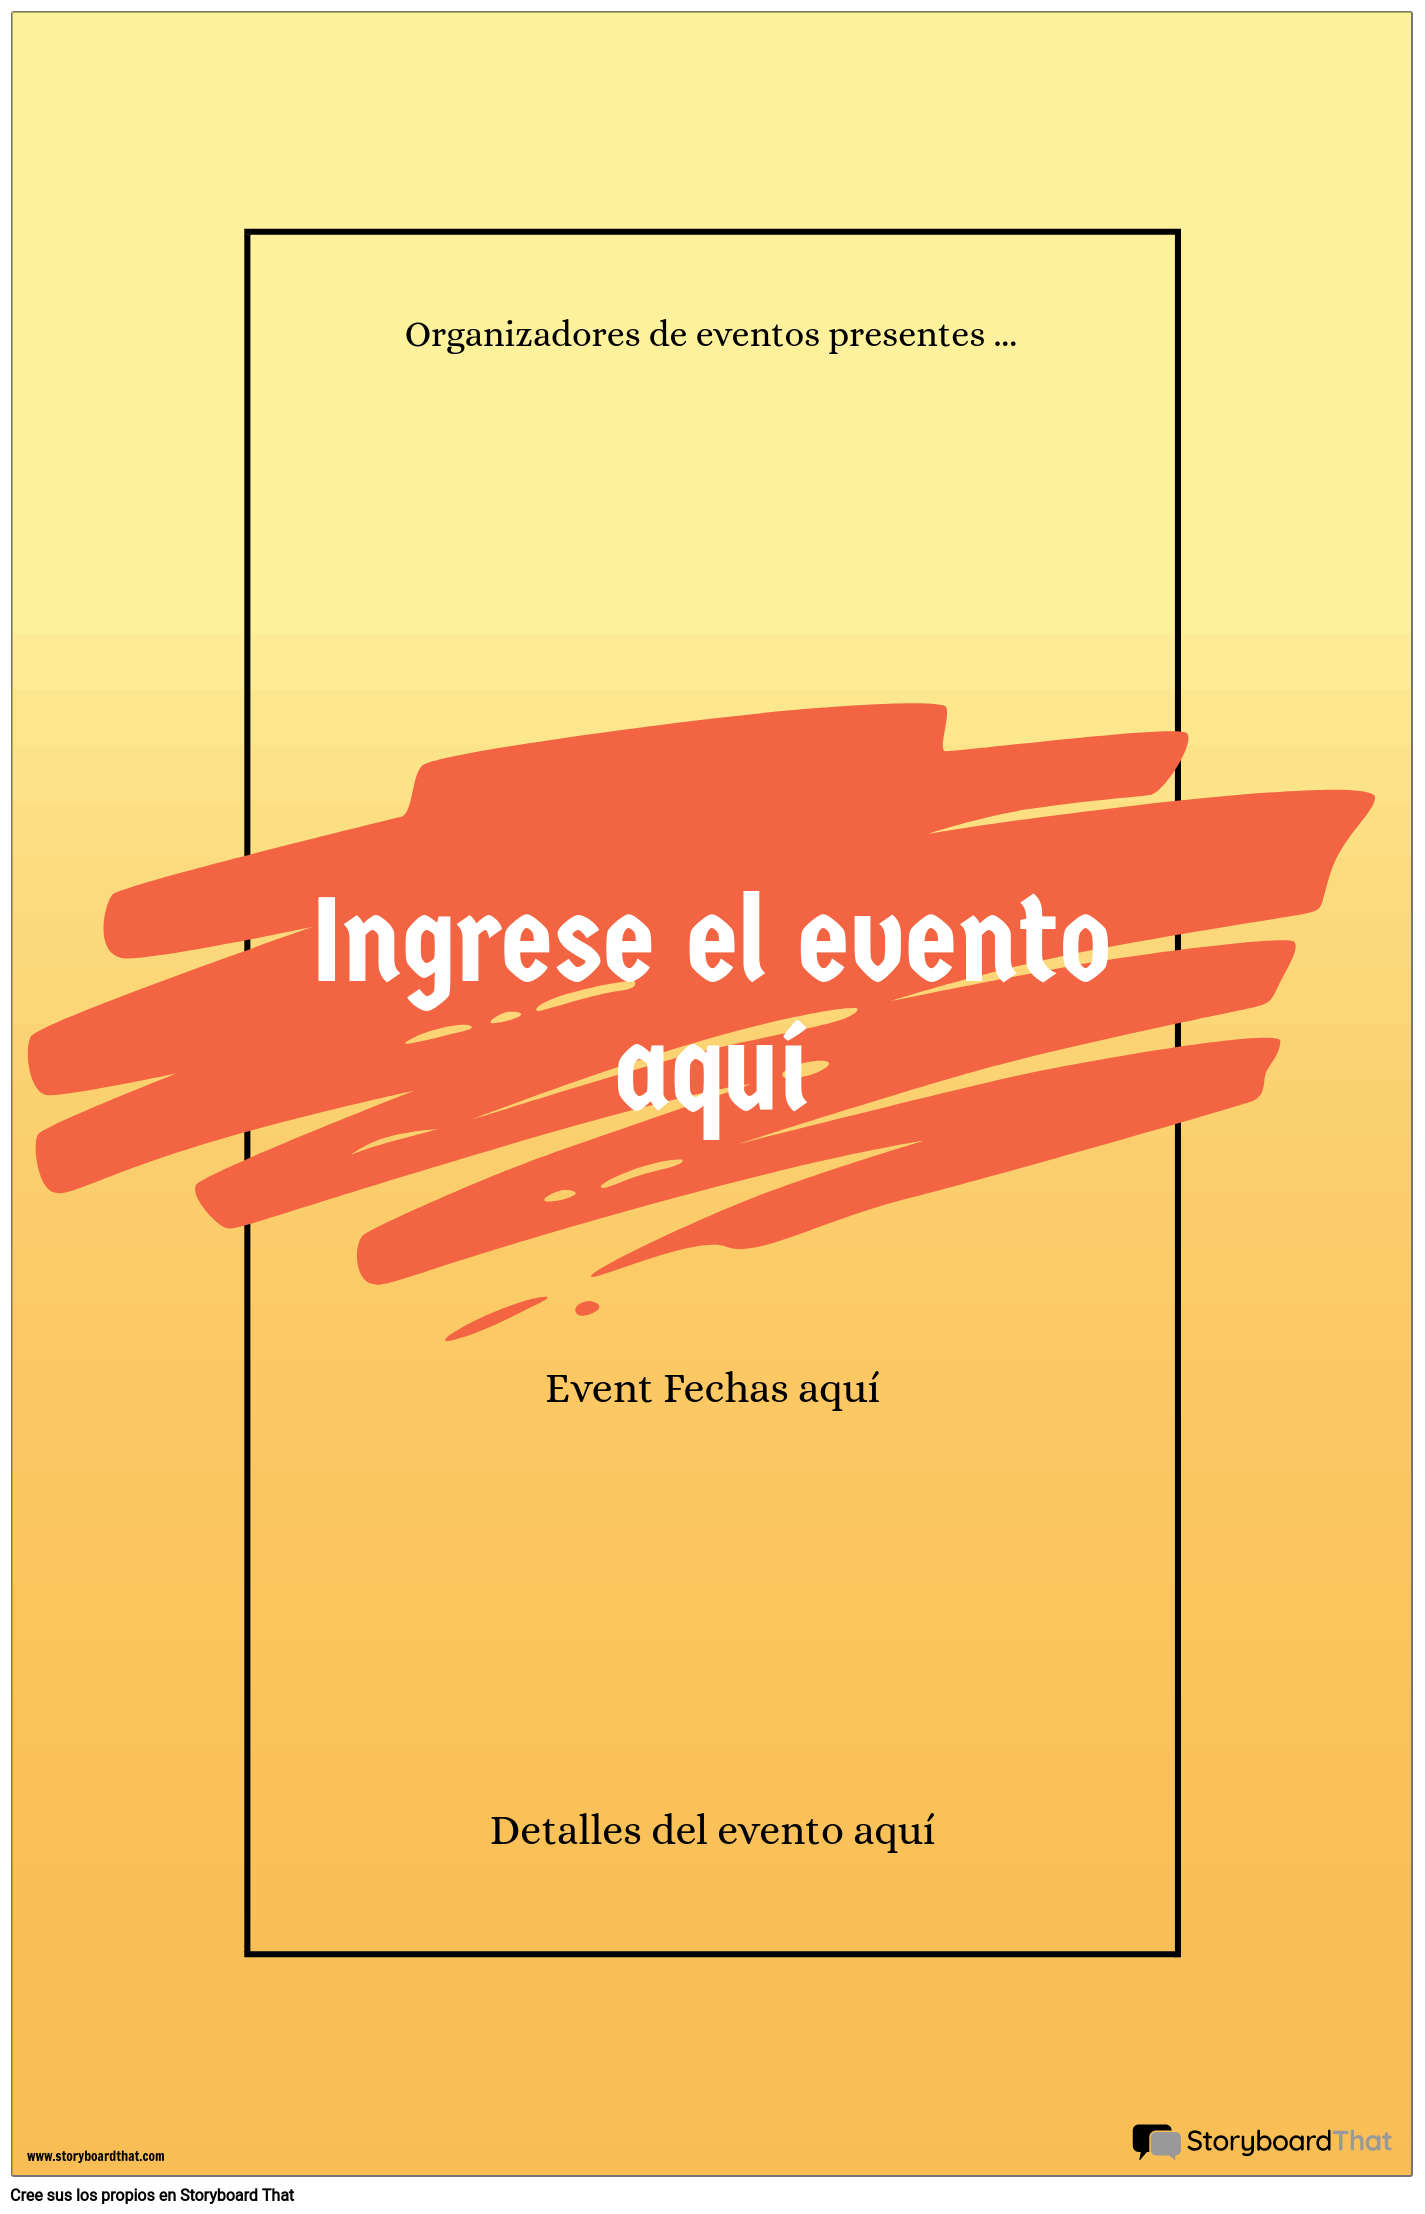 Organizadores de eventos presentes ...
Ingrese el evento
aquí
Event Fechas aquí
Detalles del evento aquí
www.storyboardthat.com
StoryboardThat
Cree sus los propios en Storyboard That